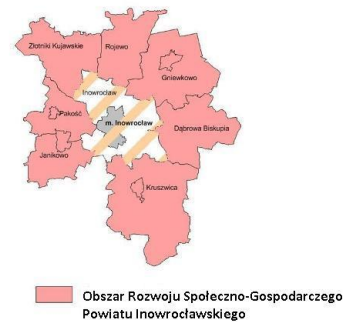 Złotniki Kujawskie
Rojewo
Gniewkowo
Inowrocław
Pakość
m. Inowrocław
Dąbrowa Biskupia
Janikowo
Kruszwica
Obszar Rozwoju Społeczno-Gospodarczego
Powiatu Inowrocławskiego